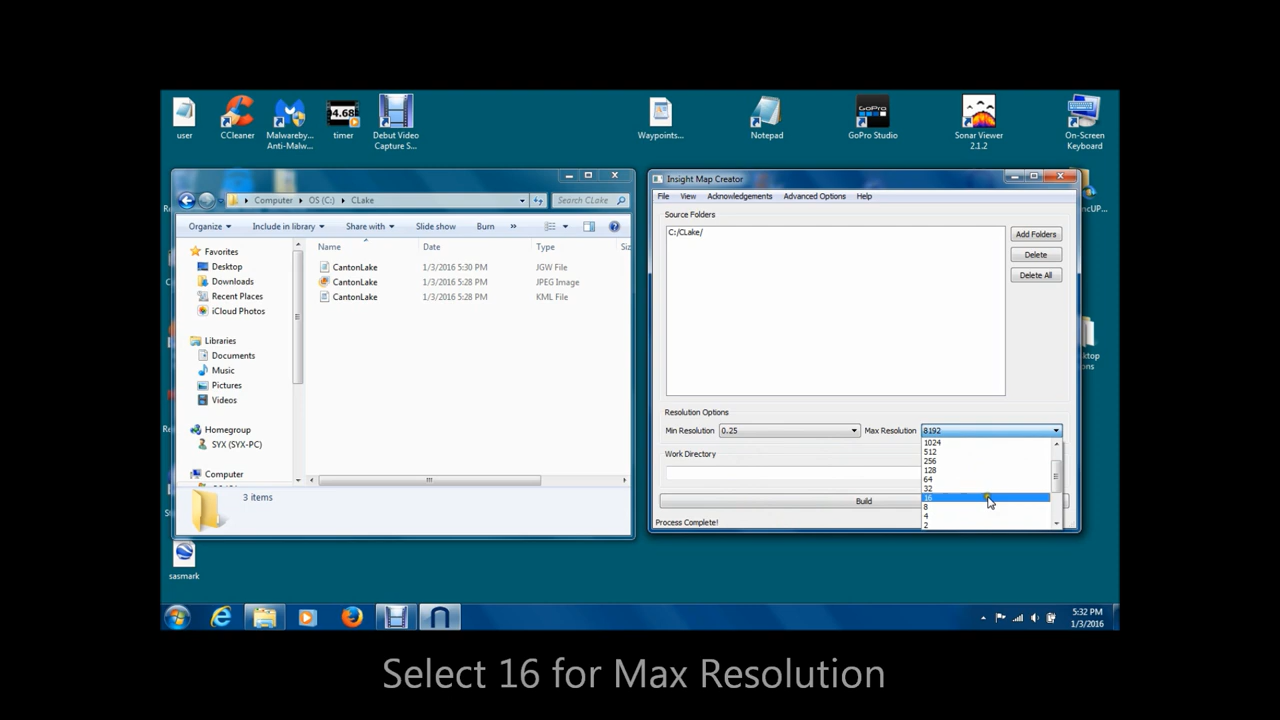 user
CCleaner
Malwareby...
Anti-Malw...
04.68
timer
Debut Video
Capture S...
Waypoints...
Notepad
GoPro
GoPro Studio
Sonar Viewer
2.1.2
On-Screen
Keyboard
Computer
OS (C:)
CLake
Search CLake
Organize
Include in library
Share with
Slide show
Burn
»
Name
Date
Type
Siz
Favorites
Desktop
Downloads
Recent Places
iCloud Photos
Libraries
Documents
Music
Pictures
Videos
Homegroup
SYX (SYX-PC)
Computer
CantonLake 1/3/2016 5:30 PM JGW File
CantonLake 1/3/2016 5:28 PM JPEG Image
CantonLake 1/3/2016 5:28 PM KML File
3 items
Insight Map Creator
File View Acknowledgements Advanced Options Help
Source Folders
C:/CLake/
Add Folders
Delete
Delete All
Resolution Options
Min Resolution 0.25 Max Resolution 8192
1024
512
256
128
64
32
16
8
4
2
Work Directory
Build
Process Complete!
ncUP...
sasmark
5:32 PM
1/3/2016
Select 16 for Max Resolution